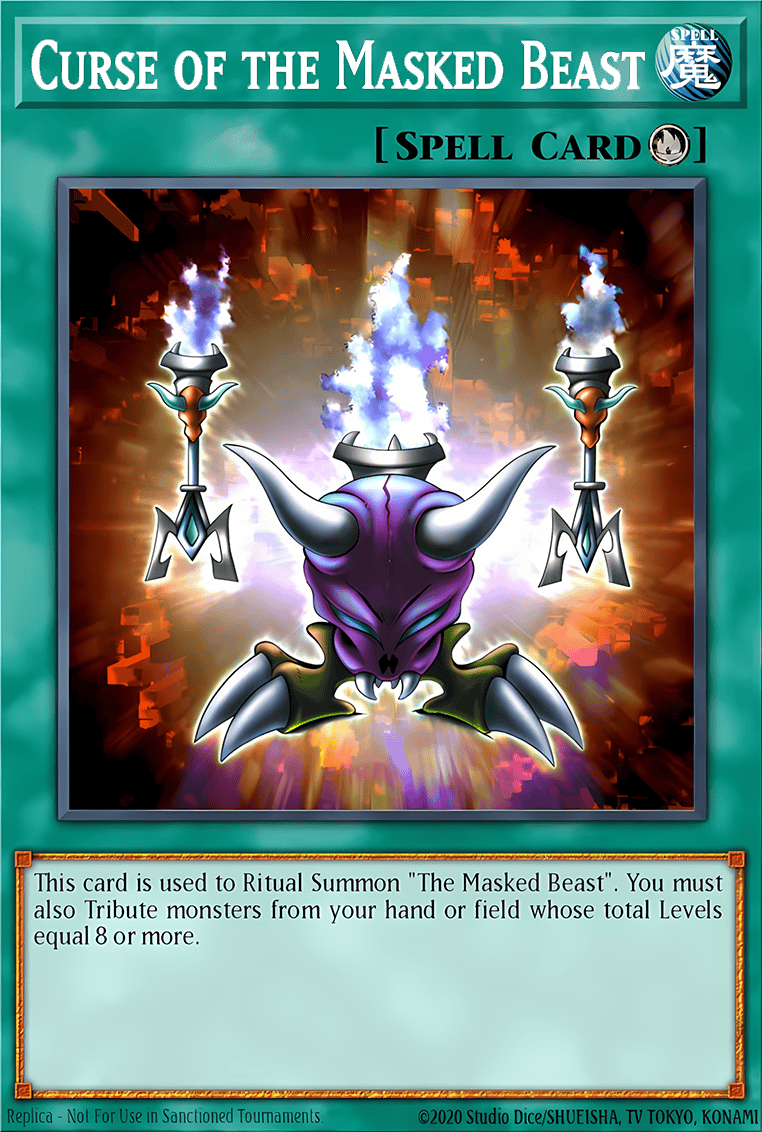 CURSE OF THE MASKED BEAST
SPELL
魔
[SPELL CARD]
This card is used to Ritual Summon "The Masked Beast". You must
also Tribute monsters from your hand or field whose total Levels
equal 8 or more.
Replica - Not For Use in Sanctioned Tournaments.
©2020 Studio Dice/SHUEISHA, TV TOKYO, KONAMI